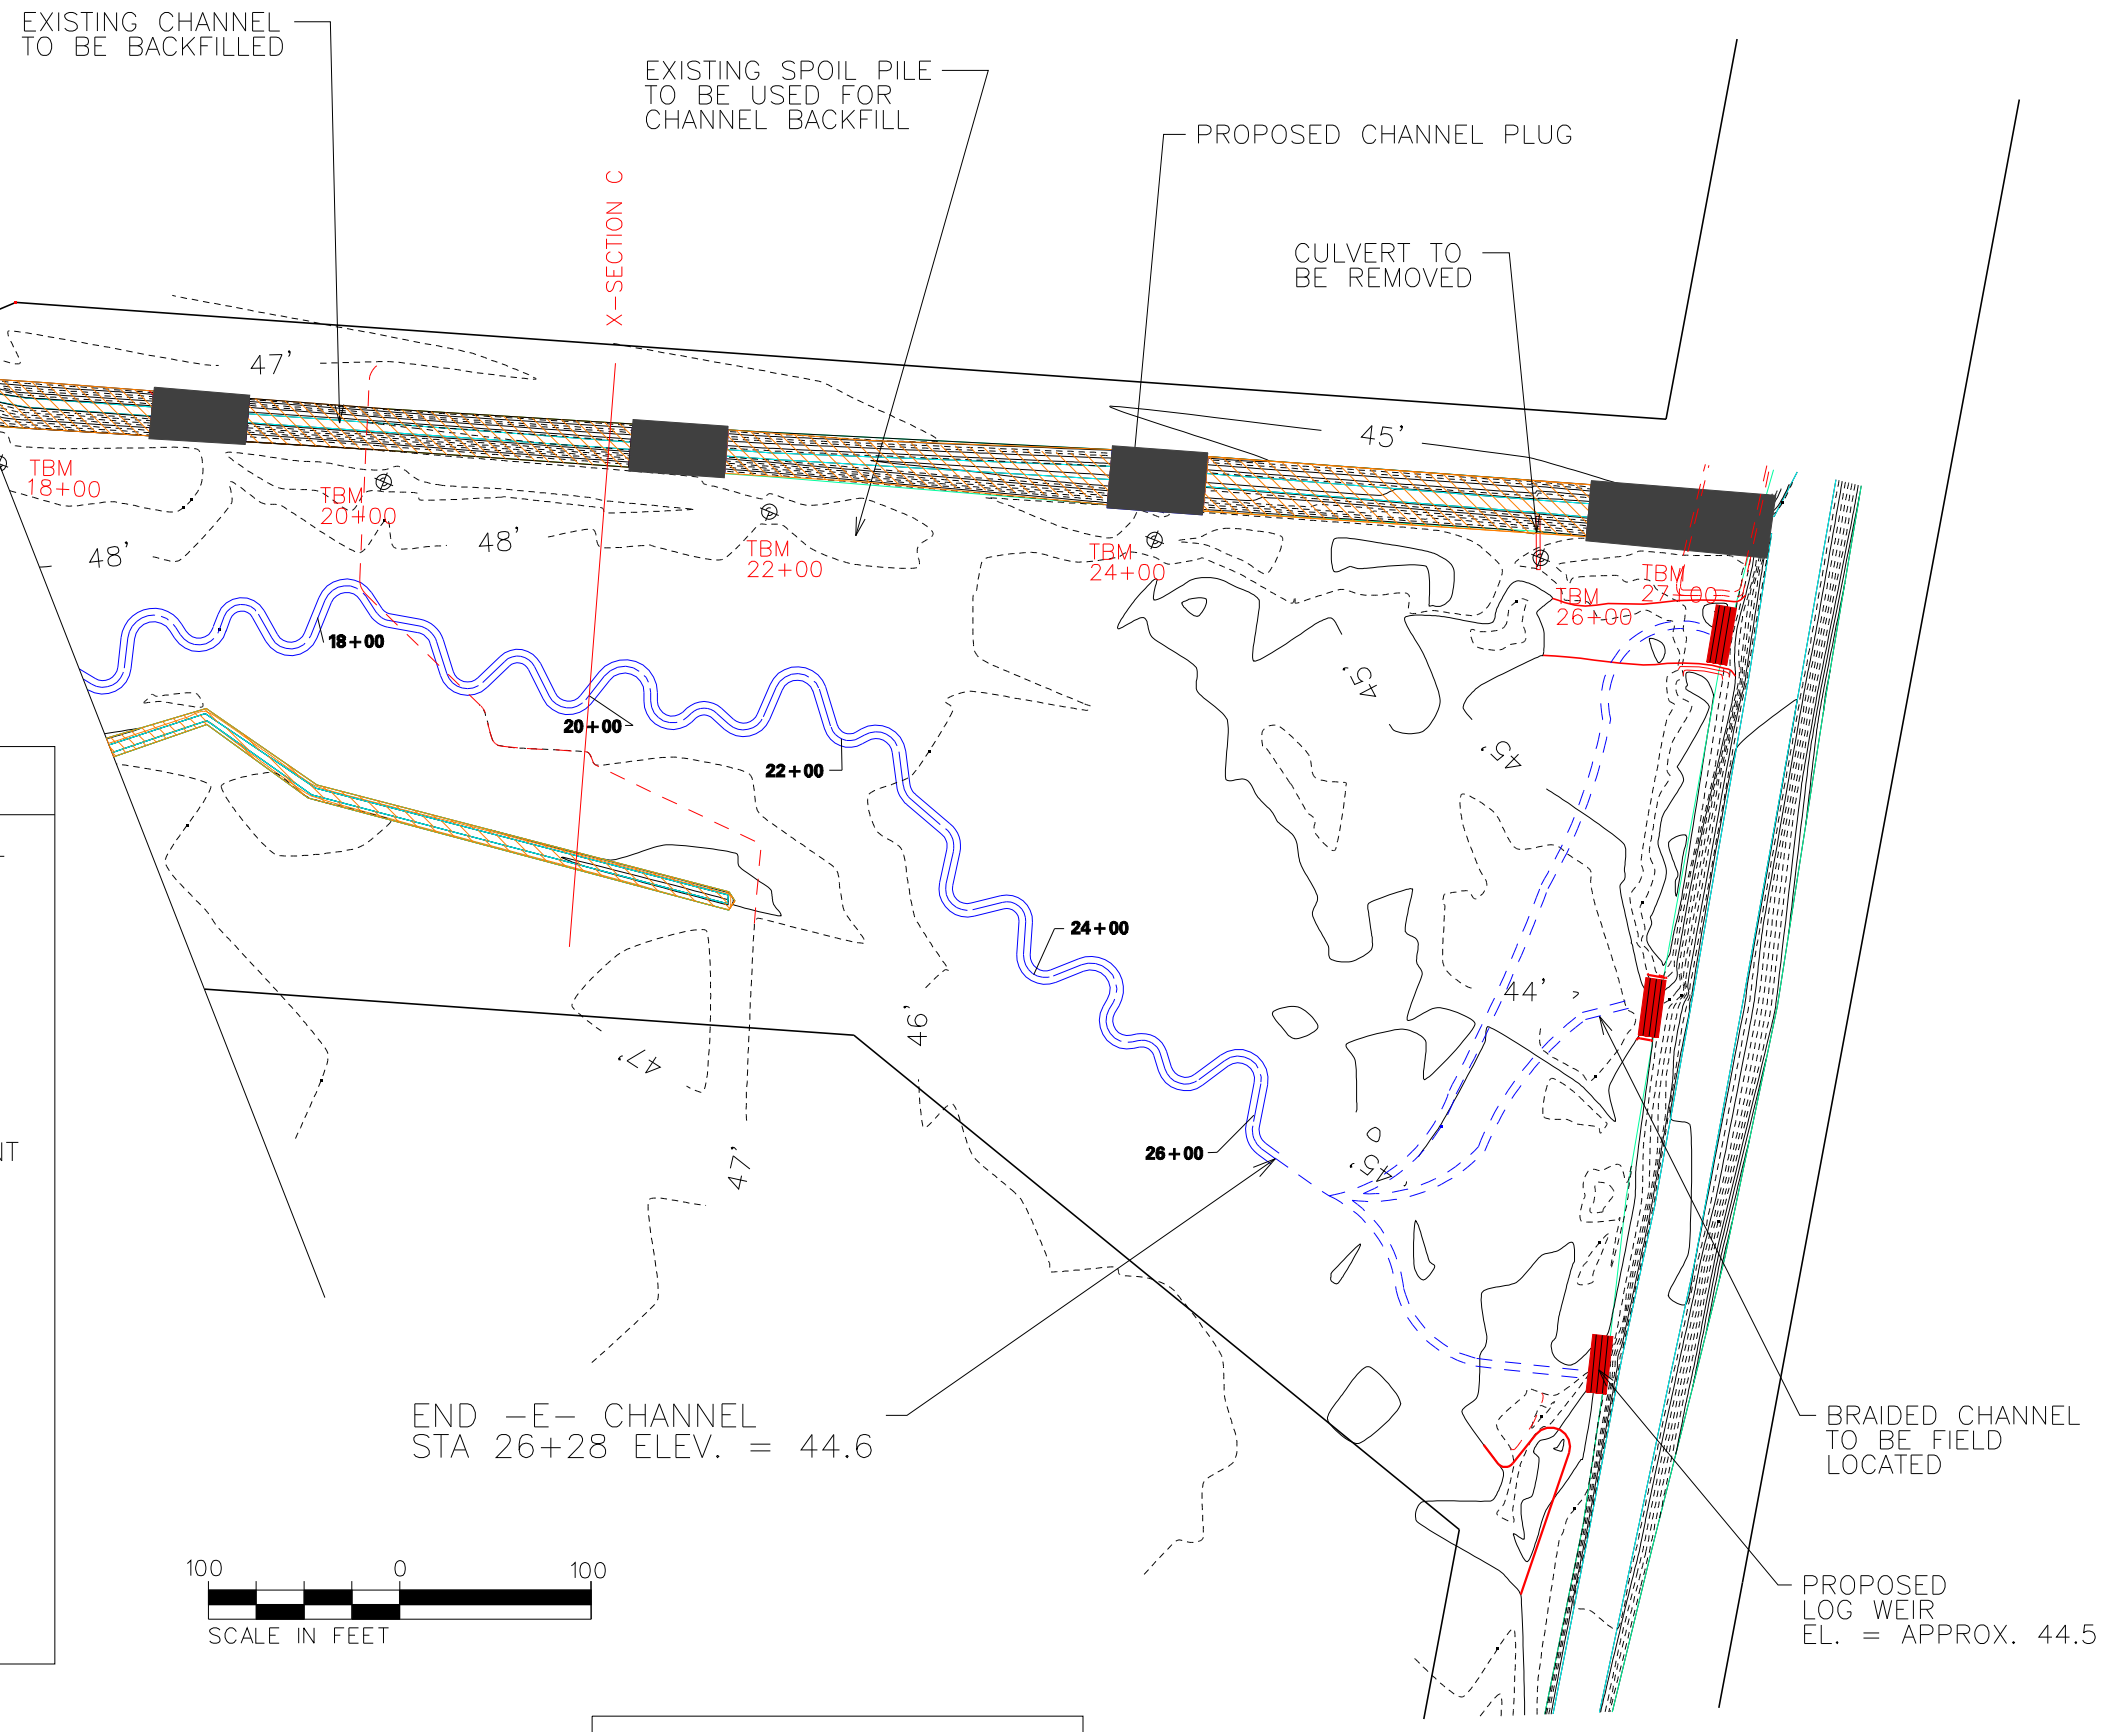 EXISTING CHANNEL
TO BE BACKFILLED
EXISTING SPOIL PILE
TO BE USED FOR
CHANNEL BACKFILL
PROPOSED CHANNEL PLUG
X-SECTION C
CULVERT TO
BE REMOVED
47'
45'
TBM
18+00
TBM
20+00
48'
48'
TBM
22+00
TBM
24+00
TBM
26+00
TBM
27+00
18+00
20+00
22+00
45'
45'
24+00
44'
46'
47'
47'
26+00
45'
NT
END -E- CHANNEL
STA 26+28 ELEV. = 44.6
BRAIDED CHANNEL
TO BE FIELD
LOCATED
PROPOSED
LOG WEIR
EL. = APPROX. 44.5
100 0 100
SCALE IN FEET